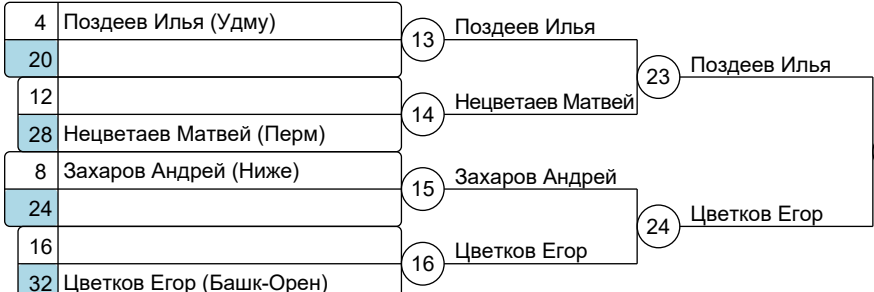 4 Поздеев Илья (Удму)
20
12
28 Нецветаев Матвей (Перм)
8 Захаров Андрей (Ниже)
24
16
32 Цветков Егор (Башк-Орен)
13 Поздеев Илья
14 Нецветаев Матвей
15 Захаров Андрей
16 Цветков Егор
23 Поздеев Илья
24 Цветков Егор